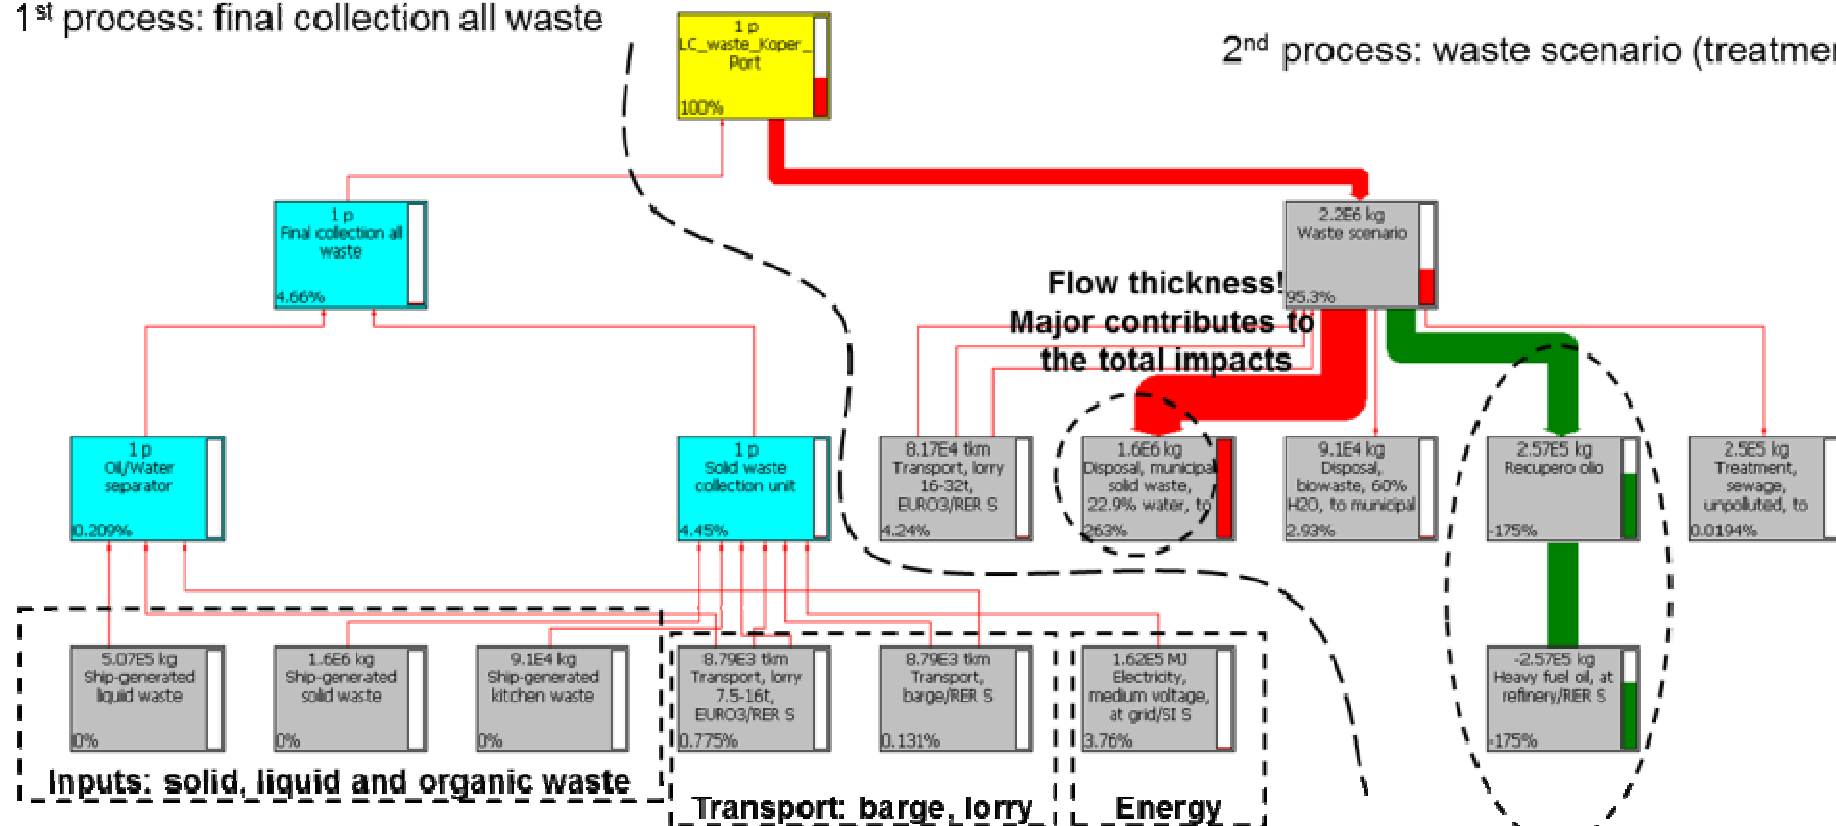 1st process: final collection all waste
2nd process: waste scenario (treatmen
1 p
LC_waste_Koper_
Port
100%
1 p
Final collection all
waste
4.66%
2.2E6 kg
Waste scenario
95.3%
Flow thickness!
Major contributes to
the total impacts
1 p
Oil/Water
separator
0.209%
1 p
Solid waste
collection unit
4.45%
8.17E4 tkm
Transport, lorry
16-32t,
EURO3/RER S
4.24%
1.6E6 kg
Disposal, municipal
solid waste,
22.9% water, to
263%
9.1E4 kg
Disposal,
biowaste, 60%
H2O, to municipal
2.93%
2.57E5 kg
Recupero olio
-175%
2.5E5 kg
Treatment,
sewage,
unpolluted, to
0.0194%
5.07E5 kg
Ship-generated
liquid waste
0%
1.6E6 kg
Ship-generated
solid waste
0%
9.1E4 kg
Ship-generated
kitchen waste
0%
8.79E3 tkm
Transport, lorry
7.5-16t,
EURO3/RER S
0.775%
8.79E3 tkm
Transport,
barge/RER S
0.131%
1.62E5 MJ
Electricity,
medium voltage,
at grid/SI S
3.76%
-2.57E5 kg
Heavy fuel oil, at
refinery/RER S
-175%
Inputs: solid, liquid and organic waste
Transport: barge, lorry
Energy